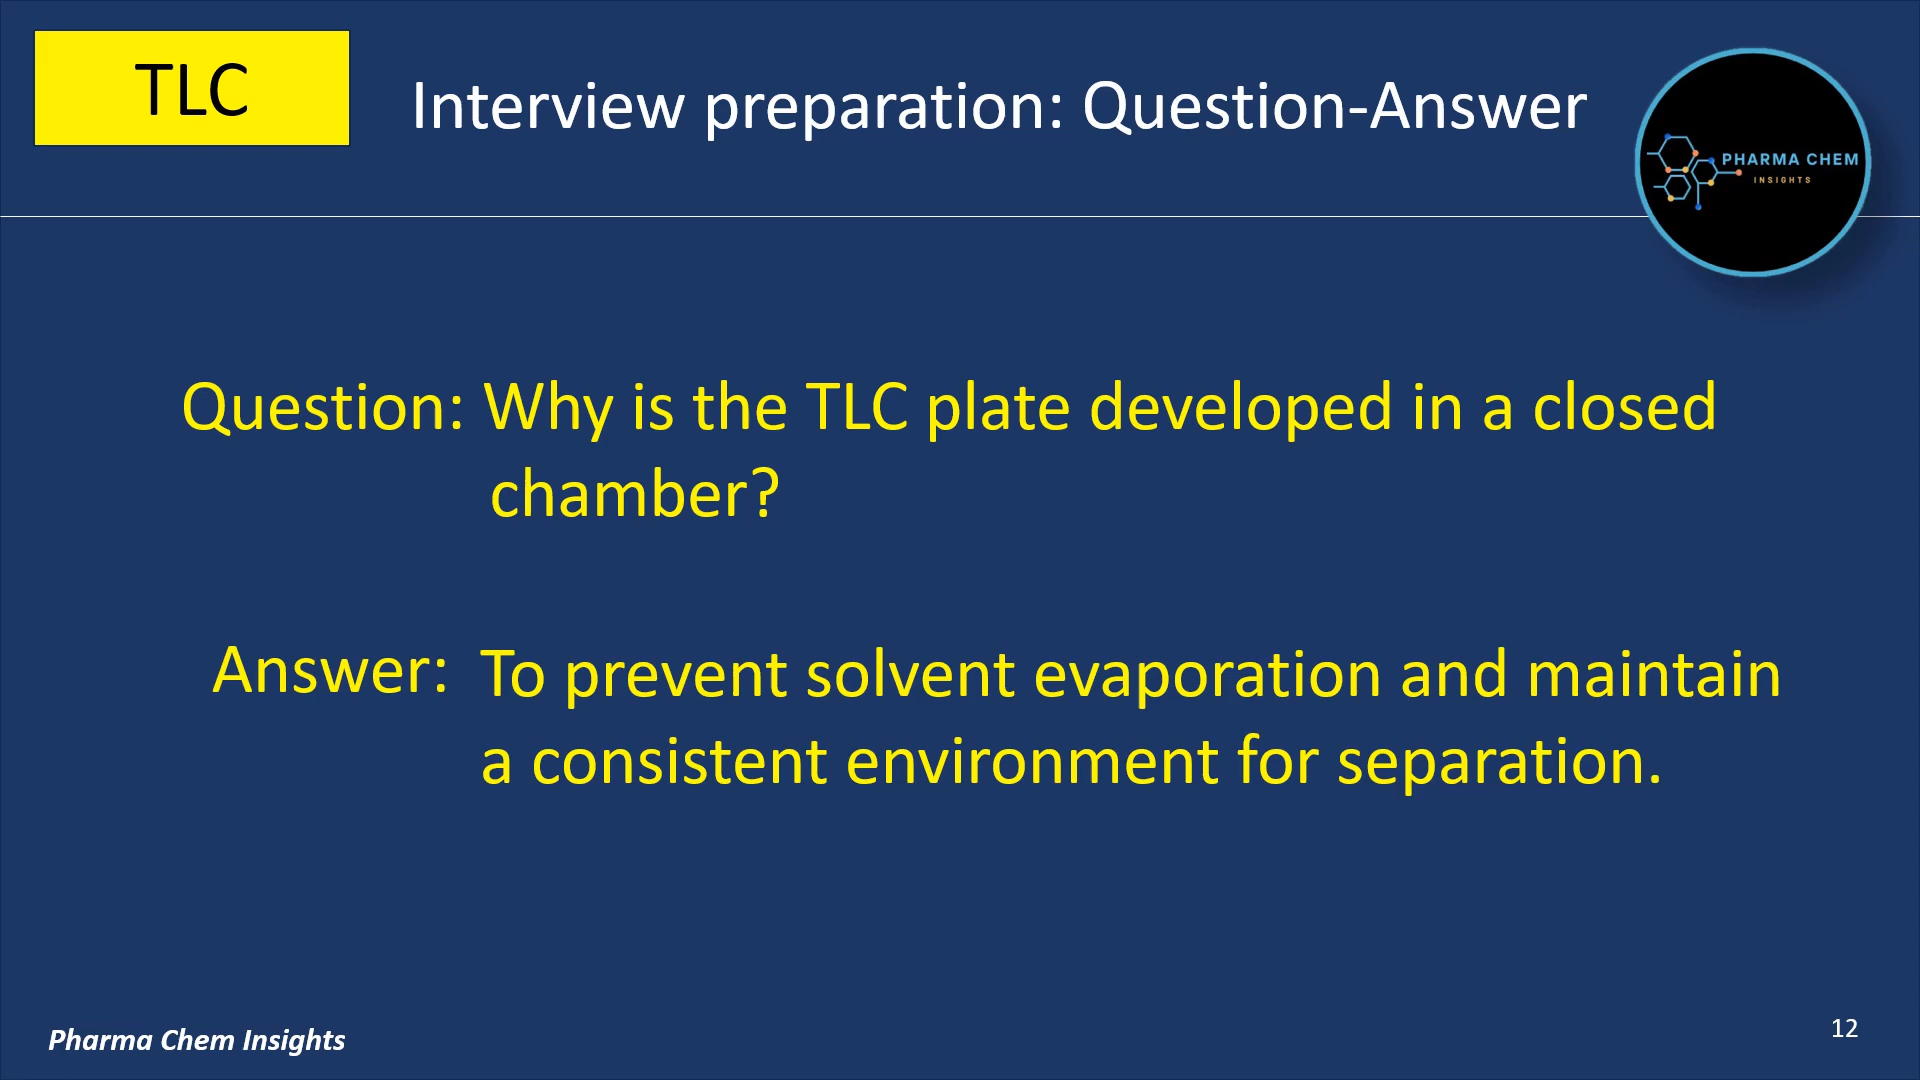 TLC
Interview preparation: Question-Answer
PHARMA CHEM
INSIGHTS
Question: Why is the TLC plate developed in a closed
chamber?
Answer: To prevent solvent evaporation and maintain
a consistent environment for separation.
Pharma Chem Insights
12